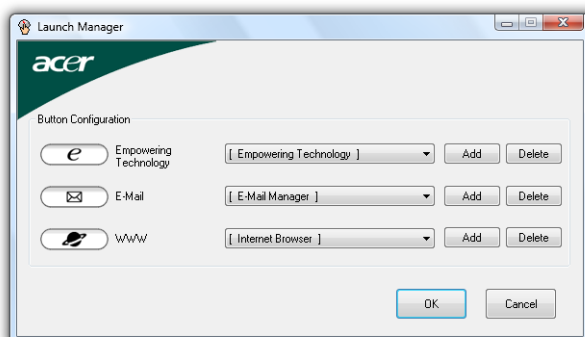 Launch Manager
acer
Button Configuration
e
Empowering
Technology
[ Empowering Technology ]
Add
Delete
E-Mail
[ E-Mail Manager ]
Add
Delete
WWW
[ Internet Browser ]
Add
Delete
OK
Cancel